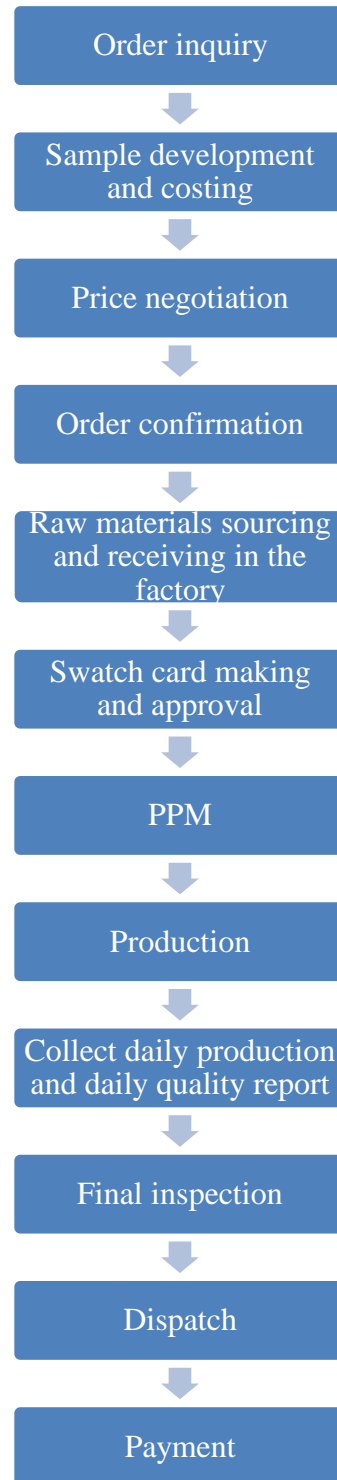 Order inquiry
Sample development
and costing
Price negotiation
Order confirmation
Raw materials sourcing
and receiving in the
factory
Swatch card making
and approval
PPM
Production
Collect daily production
and daily quality report
Final inspection
Dispatch
Payment